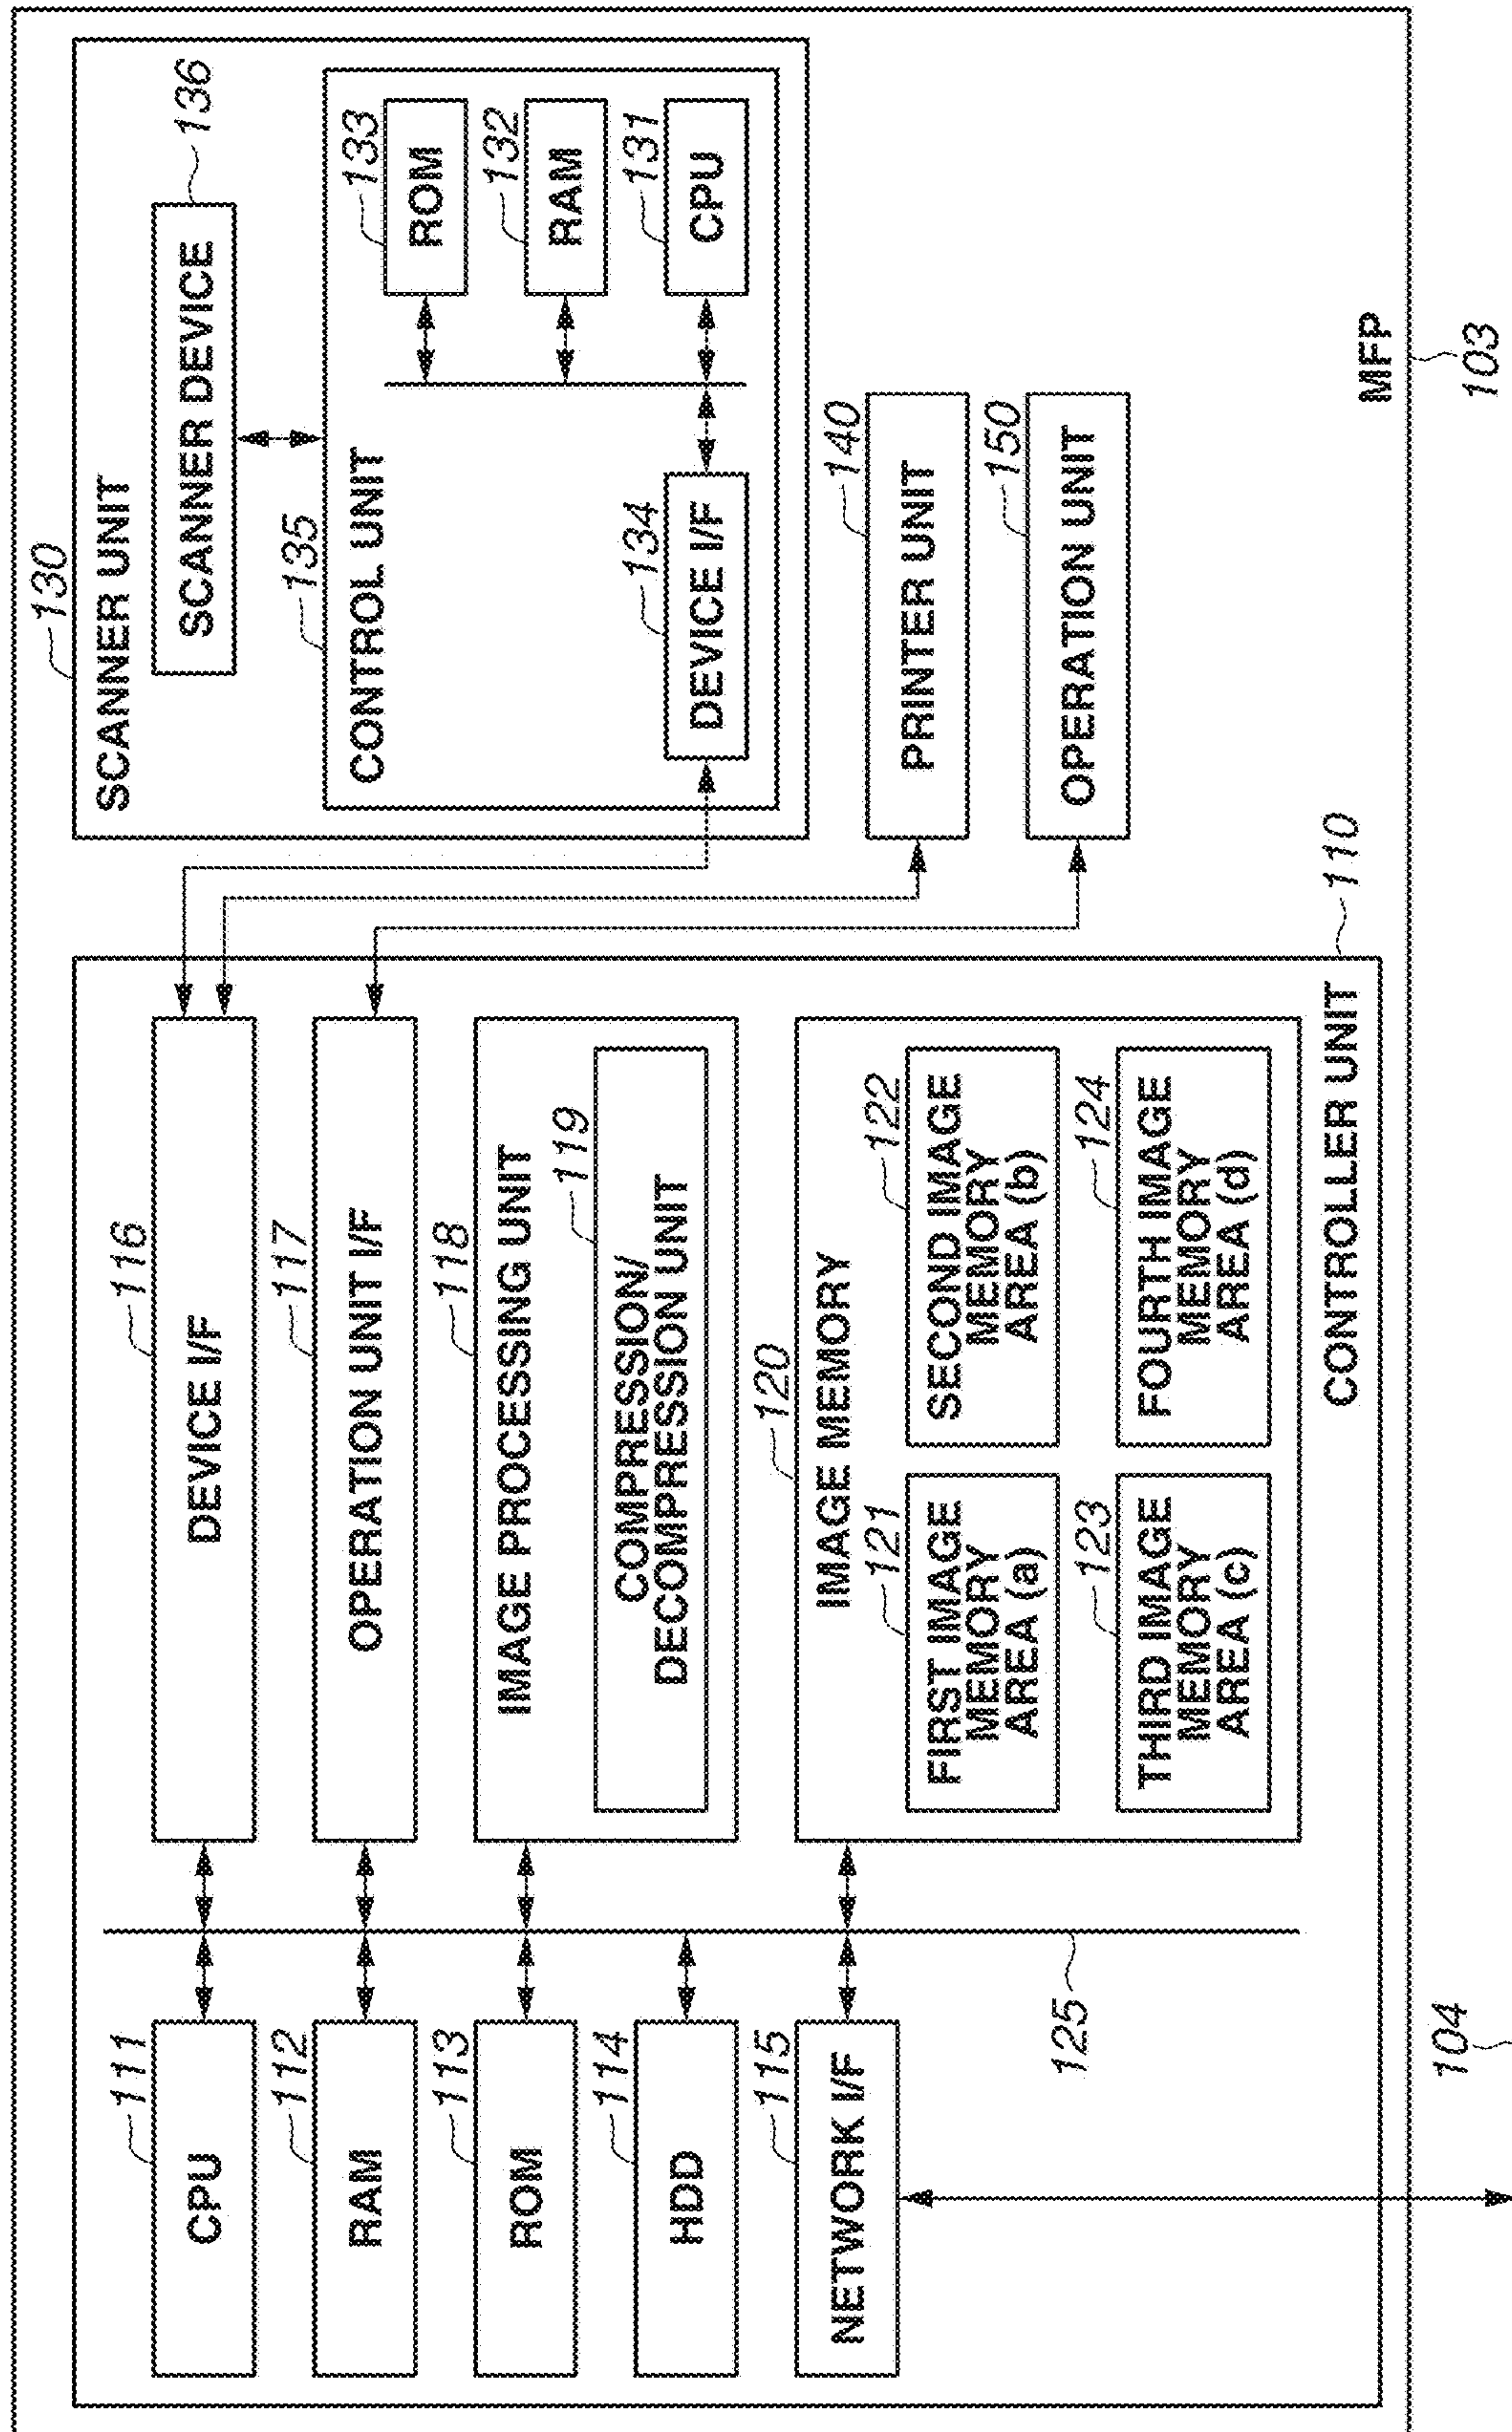 MFP
103
CONTROLLER UNIT
110
CPU
111
RAM
112
ROM
113
HDD
114
NETWORK I/F
115
125
104
DEVICE I/F
116
OPERATION UNIT I/F
117
IMAGE PROCESSING UNIT
118
COMPRESSION/
DECOMPRESSION UNIT
119
IMAGE MEMORY
120
FIRST IMAGE
MEMORY
AREA (a)
121
SECOND IMAGE
MEMORY
AREA (b)
122
THIRD IMAGE
MEMORY
AREA (c)
123
FOURTH IMAGE
MEMORY
AREA (d)
124
SCANNER UNIT
130
SCANNER DEVICE
136
CONTROL UNIT
135
ROM
133
RAM
132
CPU
131
DEVICE I/F
134
PRINTER UNIT
140
OPERATION UNIT
150